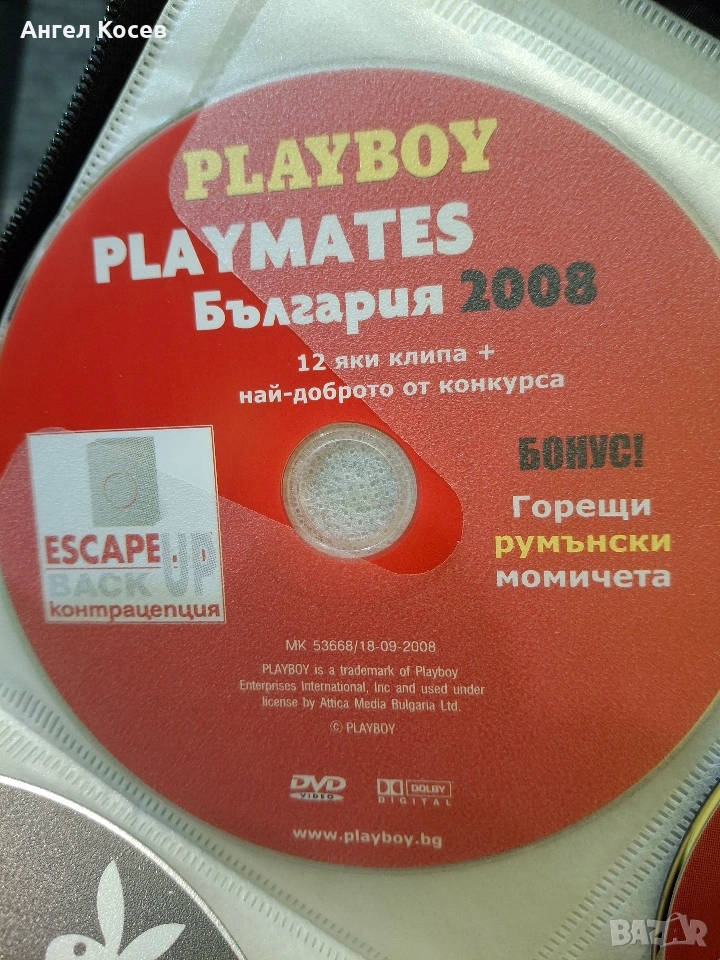 Ангел Косев
PLAYBOY
PLAYMATES
България 2008
12 яки клипа +
най-доброто от конкурса
БОНУС!
Горещи
румънски
момичета
ESCAPE
BACK UP
контрацепция
МК 53668/18-09-2008
PLAYBOY is a trademark of Playboy
Enterprises International, Inc and used under
license by Attica Media Bulgaria Ltd.
© PLAYBOY
DVD
VIDEO
DOLBY
DIGITAL
www.playboy.bg
BAZAR